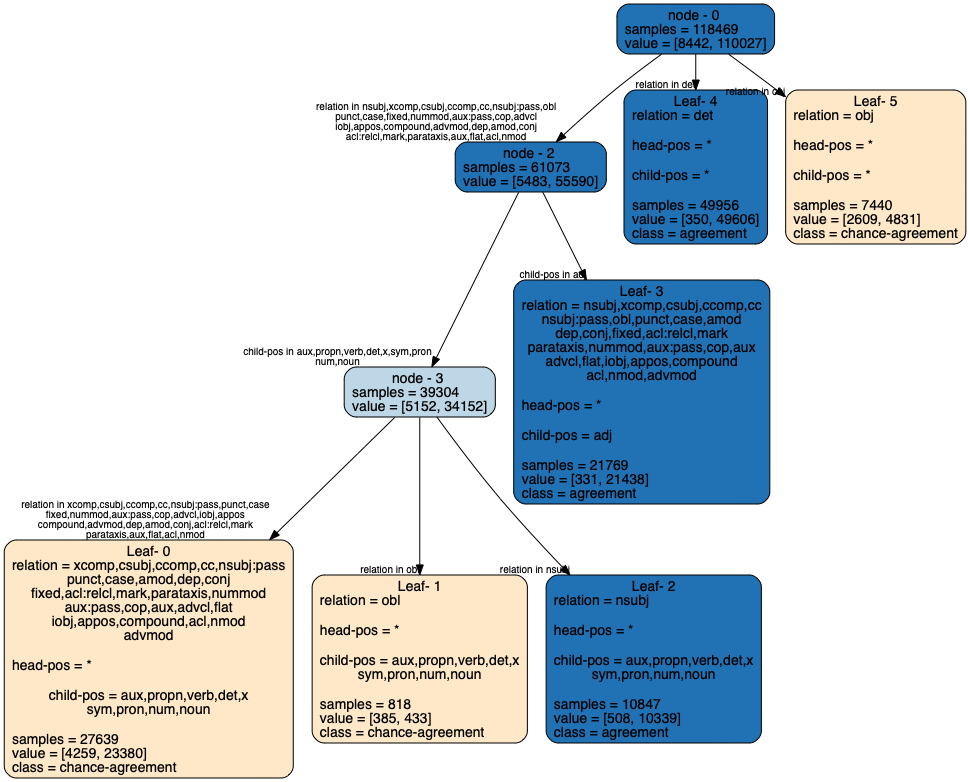 node - 0
samples = 118469
value = [8442, 110027]
relation in det
relation in obj
relation in nsubj,xcomp,csubj,ccomp,cc,nsubj:pass,obl
punct,case,fixed,nummod,aux:pass,cop,advcl
iobj,appos,compound,advmod,dep,amod,conj
acl:relcl,mark,parataxis,aux,flat,acl,nmod
Leaf- 4
relation = det
head-pos = *
child-pos = *
samples = 49956
value = [350, 49606]
class = agreement
Leaf- 5
relation = obj
head-pos = *
child-pos = *
samples = 7440
value = [2609, 4831]
class = chance-agreement
node - 2
samples = 61073
value = [5483, 55590]
child-pos in adj
Leaf- 3
relation = nsubj,xcomp,csubj,ccomp,cc
nsubj:pass,obl,punct,case,amod
dep,conj,fixed,acl:relcl,mark
parataxis,nummod,aux:pass,cop,aux
advcl,flat,iobj,appos,compound
acl,nmod,advmod
head-pos = *
child-pos = adj
samples = 21769
value = [331, 21438]
class = agreement
child-pos in aux,propn,verb,det,x,sym,pron
num,noun
node - 3
samples = 39304
value = [5152, 34152]
relation in xcomp,csubj,ccomp,cc,nsubj:pass,punct,case
fixed,nummod,aux:pass,cop,advcl,iobj,appos
compound,advmod,dep,amod,conj,acl:relcl,mark
parataxis,aux,flat,acl,nmod
Leaf- 0
relation = xcomp,csubj,ccomp,cc,nsubj:pass
punct,case,amod,dep,conj
fixed,acl:relcl,mark,parataxis,nummod
aux:pass,cop,aux,advcl,flat
iobj,appos,compound,acl,nmod
advmod
head-pos = *
child-pos = aux,propn,verb,det,x
sym,pron,num,noun
samples = 27639
value = [4259, 23380]
class = chance-agreement
relation in obl
Leaf- 1
relation = obl
head-pos = *
child-pos = aux,propn,verb,det,x
sym,pron,num,noun
samples = 818
value = [385, 433]
class = chance-agreement
relation in nsubj
Leaf- 2
relation = nsubj
head-pos = *
child-pos = aux,propn,verb,det,x
sym,pron,num,noun
samples = 10847
value = [508, 10339]
class = agreement